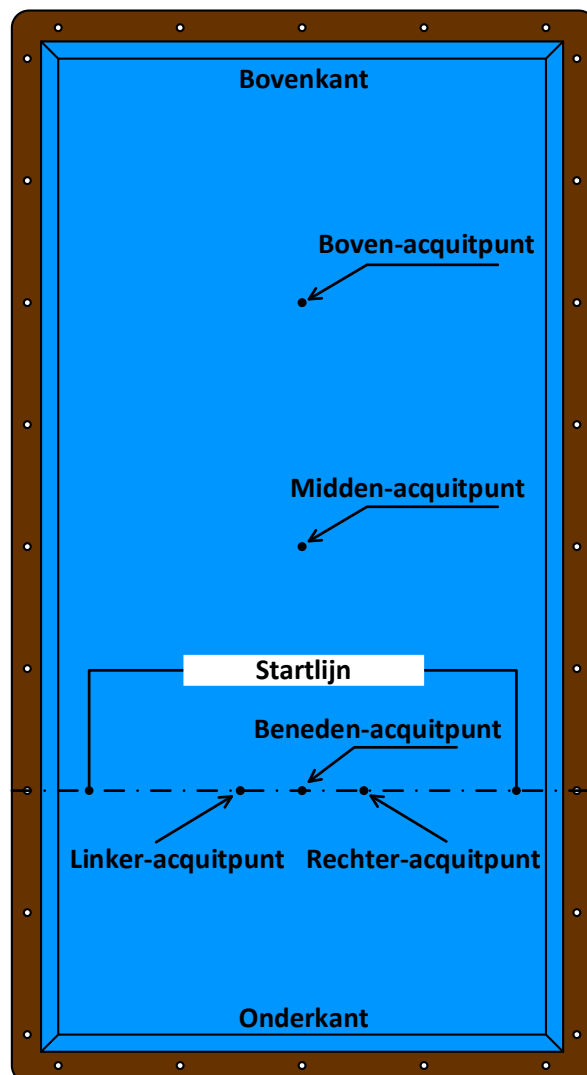 Bovenkant
Boven-acquitpunt
Midden-acquitpunt
Startlijn
Beneden-acquitpunt
Linker-acquitpunt
Rechter-acquitpunt
Onderkant